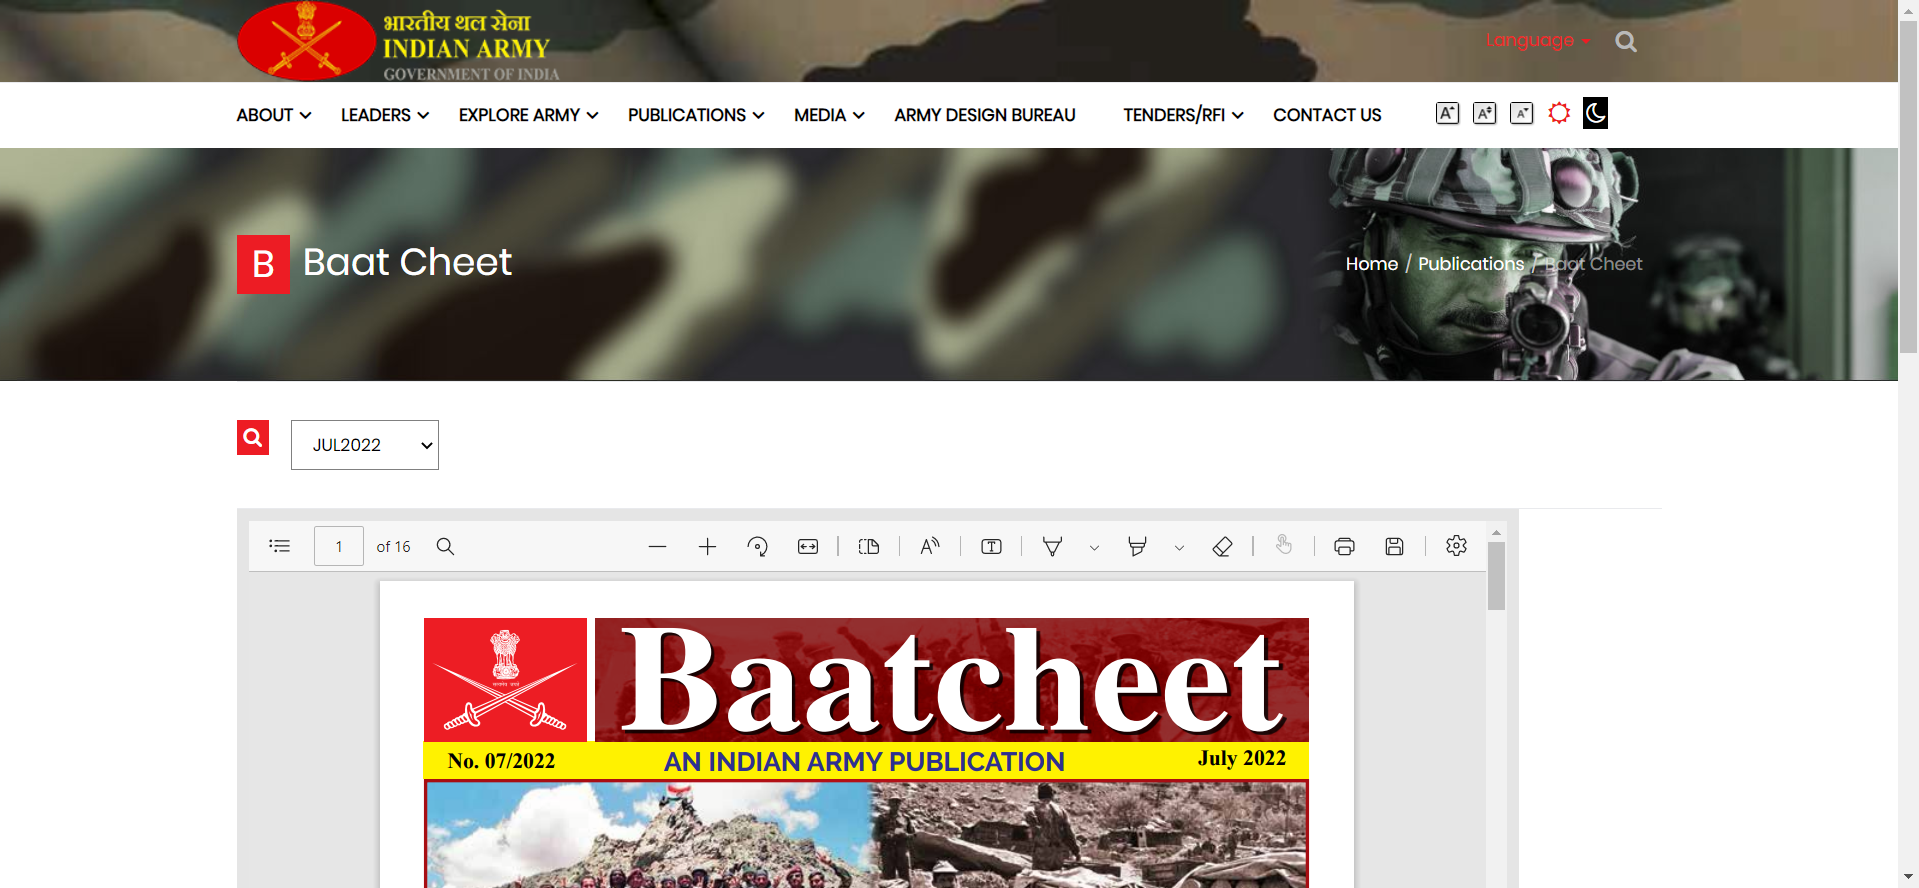 भारतीय थल सेना
INDIAN ARMY
GOVERNMENT OF INDIA
Language
ABOUT LEADERS EXPLORE ARMY PUBLICATIONS MEDIA ARMY DESIGN BUREAU TENDERS/RFI CONTACT US A A A
B Baat Cheet
Home / Publications / Baat Cheet
JUL2022
1 of 16
Baatcheet
No. 07/2022 AN INDIAN ARMY PUBLICATION July 2022